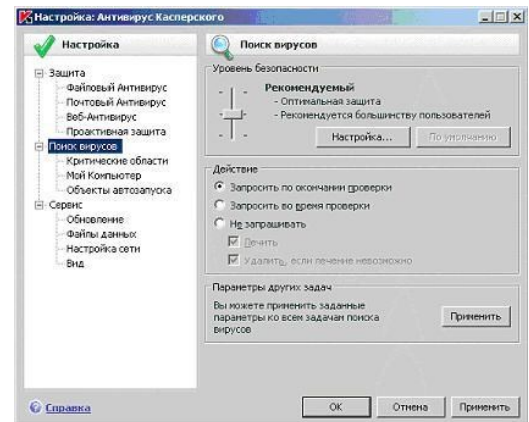 Настройка: Антивирус Касперского
Настройка
Защита
Файловый Антивирус
Почтовый Антивирус
Веб-Антивирус
Проактивная защита
Поиск вирусов
Критические области
Мой Компьютер
Объекты автозапуска
Сервис
Обновление
Файлы данных
Настройка сети
Вид
Справка
Поиск вирусов
Уровень безопасности
Рекомендуемый
- Оптимальная защита
- Рекомендуется большинству пользователей
Настройка...
По умолчанию
Действие
Запросить по окончании проверки
Запросить во время проверки
Не запрашивать
Лечить
Удалить, если лечение невозможно
Параметры других задач
Вы можете применить заданные
параметры ко всем задачам поиска
вирусов
Применить
OK
Отмена
Применить